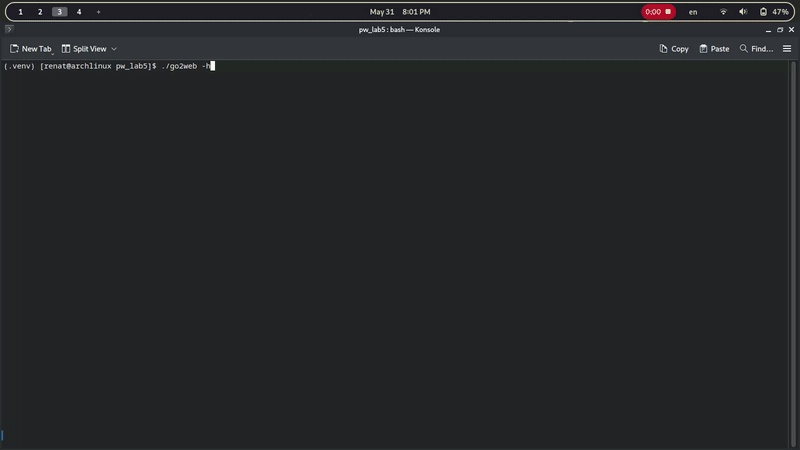 1 2 3 4 + May 31 8:01 PM 0:00 en 47%
pw_lab5 : bash — Konsole
New Tab Split View Copy Paste Find...
(.venv) [renat@archlinux pw_lab5]$ ./go2web -h